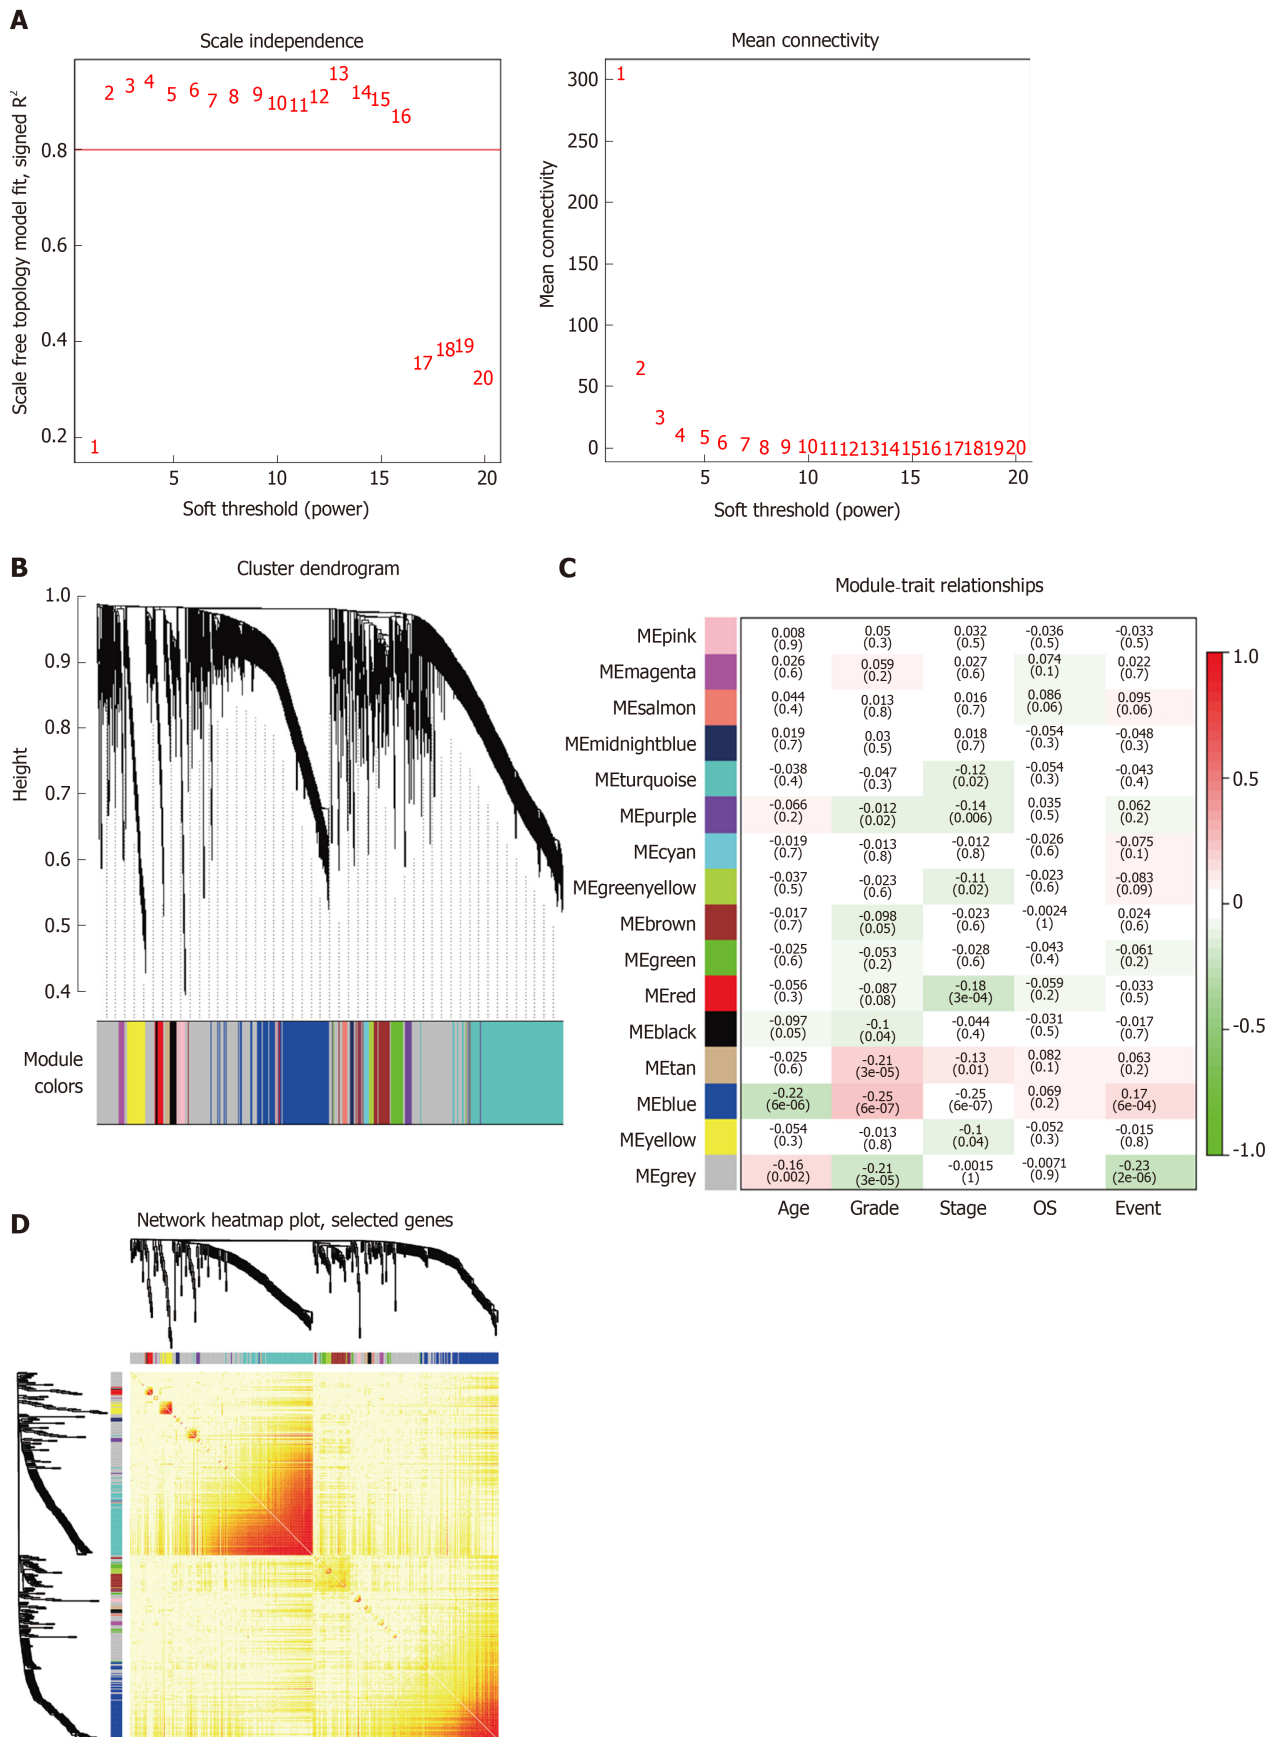 A
Scale independence
Scale free topology model fit, signed R²
0.8
0.6
0.4
0.2
1 2 3 4 5 6 7 8 9 10 11 12 13 14 15 16 17 18 19 20
5 10 15 20
Soft threshold (power)
Mean connectivity
Mean connectivity
300
250
200
150
100
50
0
1 2 3 4 5 6 7 8 9 10 11 12 13 14 15 16 17 18 19 20
5 10 15 20
Soft threshold (power)
B
Cluster dendrogram
Height
1.0
0.9
0.8
0.7
0.6
0.5
0.4
Module
colors
C
Module-trait relationships
MEpink 0.008 0.05 0.032 -0.036 -0.033
(0.9) (0.3) (0.5) (0.5) (0.5)
MEmagenta 0.026 0.059 0.027 0.074 0.022
(0.6) (0.2) (0.6) (0.1) (0.7)
MEsalmon 0.044 0.013 0.016 0.086 0.095
(0.4) (0.8) (0.7) (0.06) (0.06)
MEmidnightblue 0.019 0.03 0.018 -0.054 -0.048
(0.7) (0.5) (0.7) (0.3) (0.3)
MEturquoise -0.038 -0.047 -0.12 -0.054 -0.043
(0.4) (0.3) (0.02) (0.3) (0.4)
MEpurple -0.066 -0.012 -0.14 0.035 0.062
(0.2) (0.02) (0.006) (0.5) (0.2)
MEcyan -0.019 -0.013 -0.012 -0.026 -0.075
(0.7) (0.8) (0.8) (0.6) (0.1)
MEgreenyellow -0.037 -0.023 -0.11 -0.023 -0.083
(0.5) (0.6) (0.02) (0.6) (0.09)
MEbrown -0.017 -0.098 -0.023 -0.0024 0.024
(0.7) (0.05) (0.6) (1) (0.6)
MEgreen -0.025 -0.053 -0.028 -0.043 -0.061
(0.6) (0.2) (0.6) (0.4) (0.2)
MEred -0.056 -0.087 -0.18 -0.059 -0.033
(0.3) (0.08) (3e-04) (0.2) (0.5)
MEblack -0.097 -0.1 -0.044 -0.031 -0.017
(0.05) (0.04) (0.4) (0.5) (0.7)
MEtan -0.025 -0.21 -0.13 0.082 0.063
(0.6) (3e-05) (0.01) (0.1) (0.2)
MEblue -0.22 -0.25 -0.25 0.069 0.17
(6e-06) (6e-07) (6e-07) (0.2) (6e-04)
MEyellow -0.054 -0.013 -0.1 -0.052 -0.015
(0.3) (0.8) (0.04) (0.3) (0.8)
MEgrey -0.16 -0.21 -0.0015 -0.0071 -0.23
(0.002) (3e-05) (1) (0.9) (2e-06)
Age Grade Stage OS Event
1.0
0.5
0
-0.5
-1.0
D
Network heatmap plot, selected genes